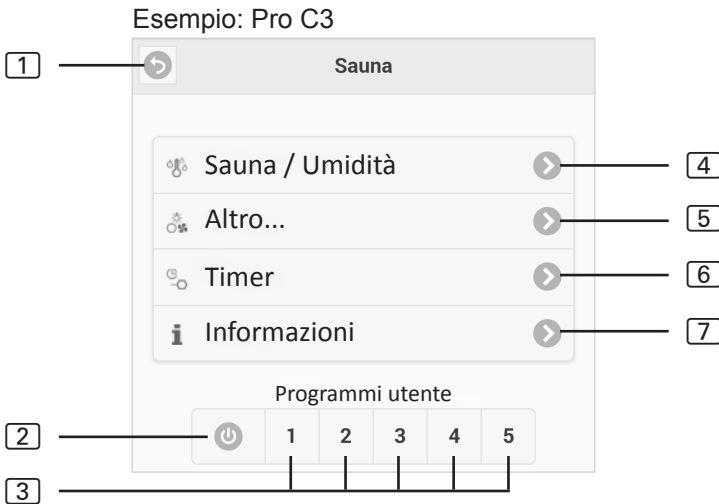 Esempio: Pro C3
1
Sauna
Sauna / Umidità
4
Altro...
5
Timer
6
Informazioni
7
Programmi utente
2
1 2 3 4 5
3